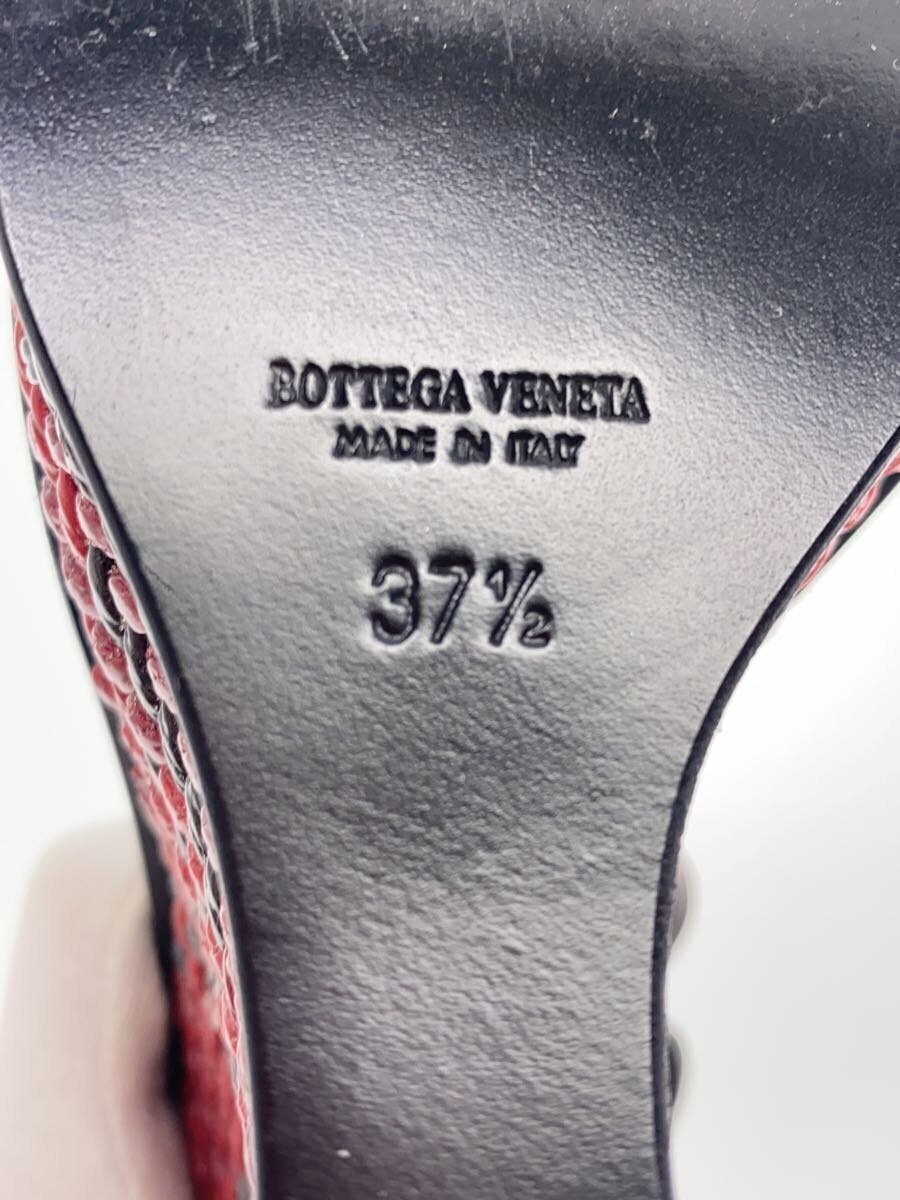 BOTTEGA VENETA
MADE IN ITALY
37½